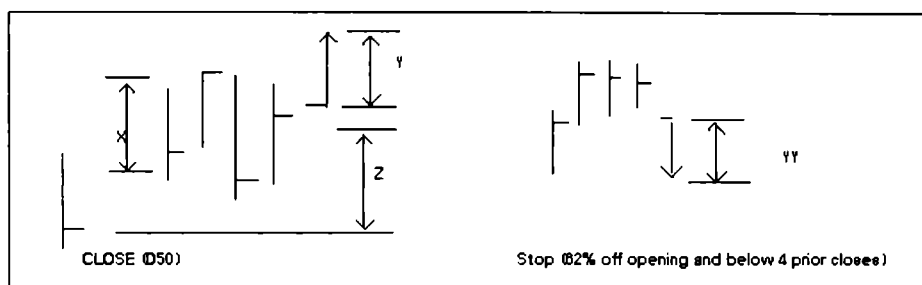 Y
X
Z
YY
CLOSE (D50)
Stop (62% off opening and below 4 prior closes)